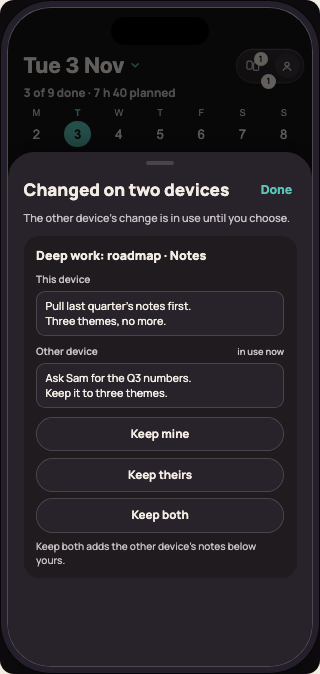 Tue 3 Nov
1
1
3 of 9 done · 7 h 40 planned
M T W T F S S
2 3 4 5 6 7 8
Changed on two devices
Done
The other device's change is in use until you choose.
Deep work: roadmap · Notes
This device
Pull last quarter's notes first.
Three themes, no more.
Other device
in use now
Ask Sam for the Q3 numbers.
Keep it to three themes.
Keep mine
Keep theirs
Keep both
Keep both adds the other device's notes below
yours.